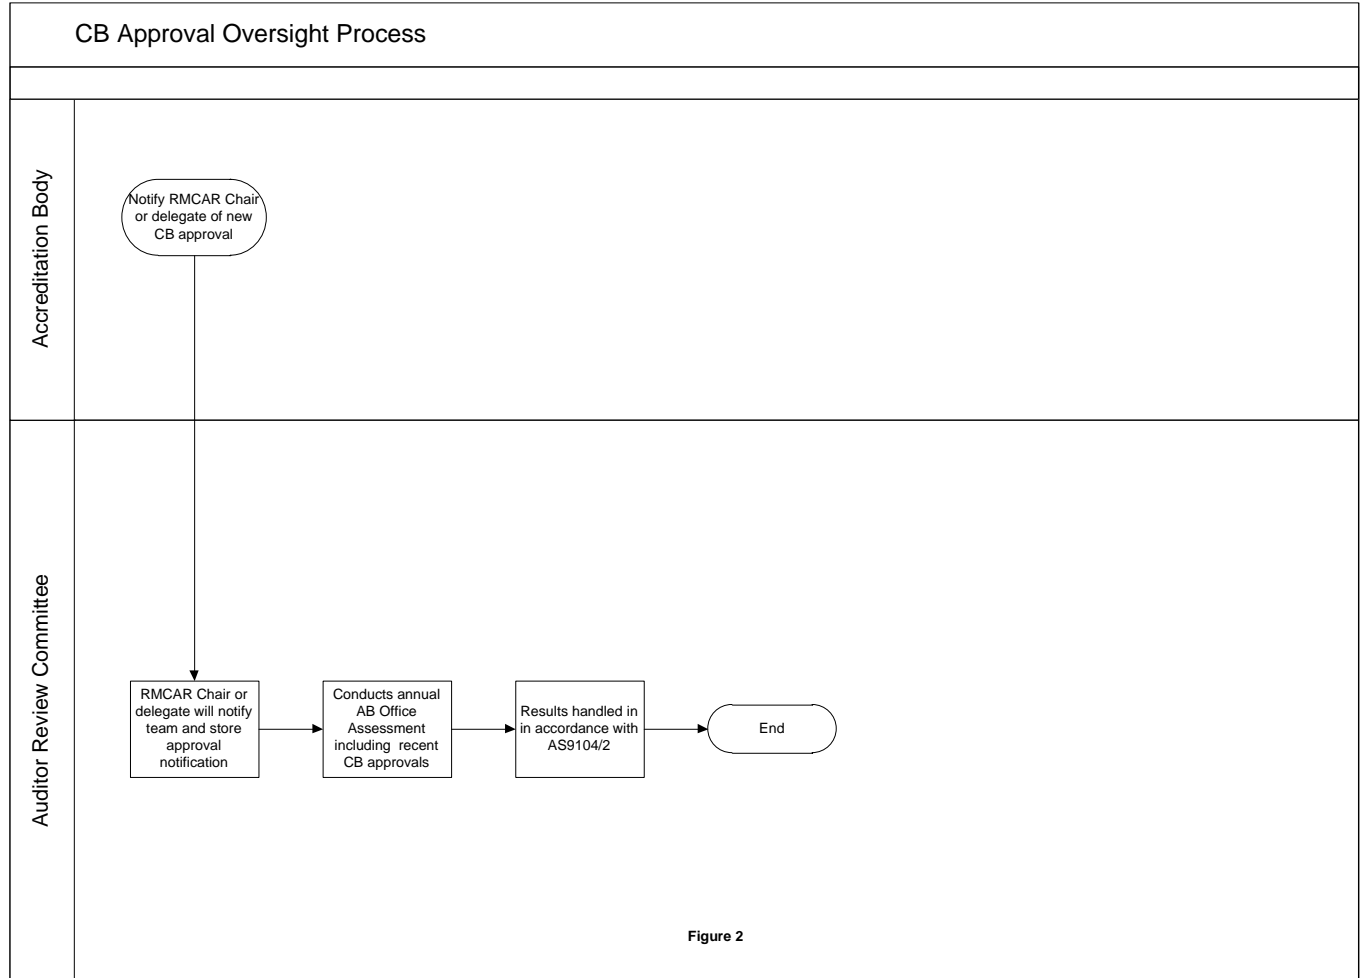 CB Approval Oversight Process
Accreditation Body
Notify RMCAR Chair
or delegate of new
CB approval
Auditor Review Committee
RMCAR Chair or
delegate will notify
team and store
approval
notification
Conducts annual
AB Office
Assessment
including  recent
CB approvals
Results handled in
in accordance with
AS9104/2
End
Figure 2